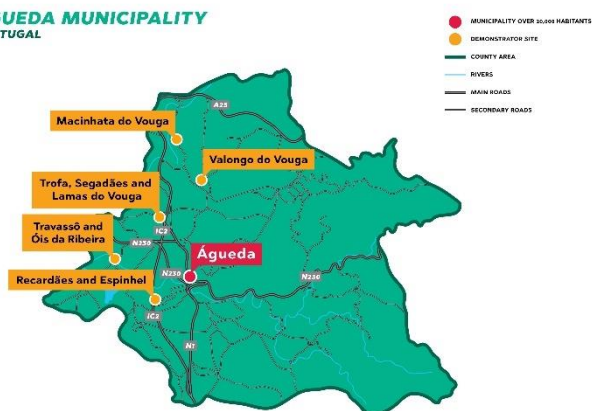 GUEDA MUNICIPALITY
TUGAL
MUNICIPALITY OVER 20,000 HABITANTS
DEMONSTRATOR SITE
COUNTY AREA
RIVERS
MAIN ROADS
SECONDARY ROADS
A25
Macinhata do Vouga
Valongo do Vouga
Trofa, Segadães and
Lamas do Vouga
IC2
Travassô and
Óis da Ribeira
N230
Águeda
N230
N230
Recardães and Espinhel
IC2
N1